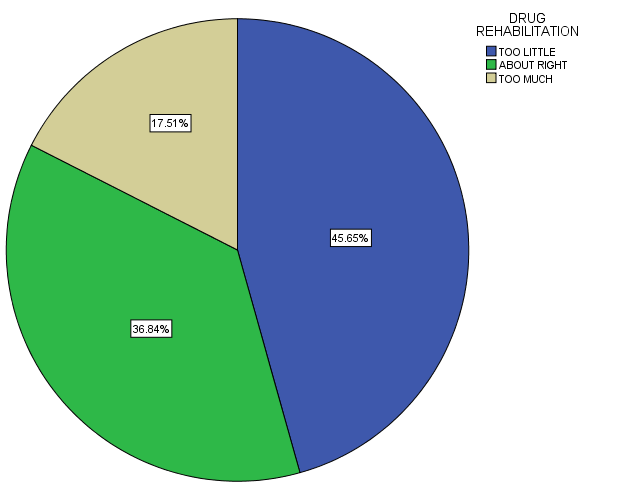 DRUG
REHABILITATION
TOO LITTLE
ABOUT RIGHT
TOO MUCH
17.51%
45.65%
36.84%